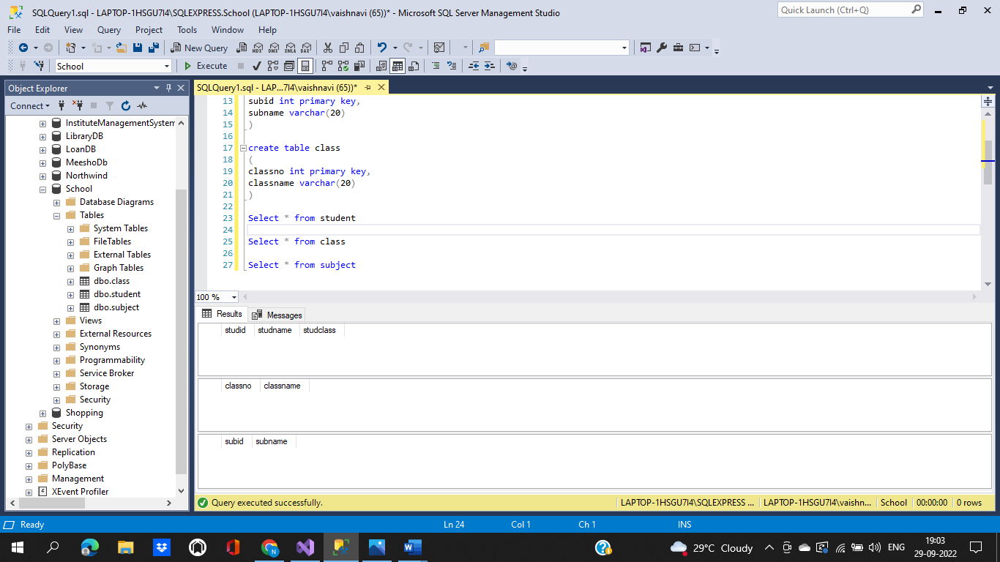 SQLQuery1.sql - LAPTOP-1HSGU7I4\SQLEXPRESS.School (LAPTOP-1HSGU7I4\vaishnavi (65))* - Microsoft SQL Server Management Studio
Quick Launch (Ctrl+Q)
File Edit View Query Project Tools Window Help
New Query MDX DMX XMLA DAX
School Execute
Object Explorer
Connect
InstituteManagementSystem
LibraryDB
LoanDB
MeeshoDb
Northwind
School
Database Diagrams
Tables
System Tables
FileTables
External Tables
Graph Tables
dbo.class
dbo.student
dbo.subject
Views
External Resources
Synonyms
Programmability
Service Broker
Storage
Security
Shopping
Security
Server Objects
Replication
PolyBase
Management
XEvent Profiler
SQLQuery1.sql - LAP...7I4\vaishnavi (65))*
13 subid int primary key,
14 subname varchar(20)
15 )
16
17 create table class
18 (
19 classno int primary key,
20 classname varchar(20)
21 )
22
23 Select * from student
24
25 Select * from class
26
27 Select * from subject
100 %
Results Messages
studid studname studclass
classno classname
subid subname
Query executed successfully. LAPTOP-1HSGU7I4\SQLEXPRESS ... LAPTOP-1HSGU7I4\vaishn... School 00:00:00 0 rows
Ready Ln 24 Col 1 Ch 1 INS
29°C Cloudy ENG 19:03
29-09-2022